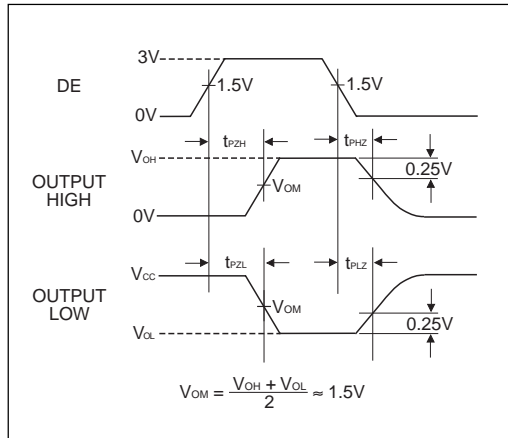 3V
DE
1.5V
1.5V
0V
tPZH
tPHZ
VOH
0.25V
OUTPUT
HIGH
VOM
0V
tPZL
tPLZ
VCC
OUTPUT
LOW
VOM
0.25V
VOL
VOM = VOH + VOL / 2 ≈ 1.5V